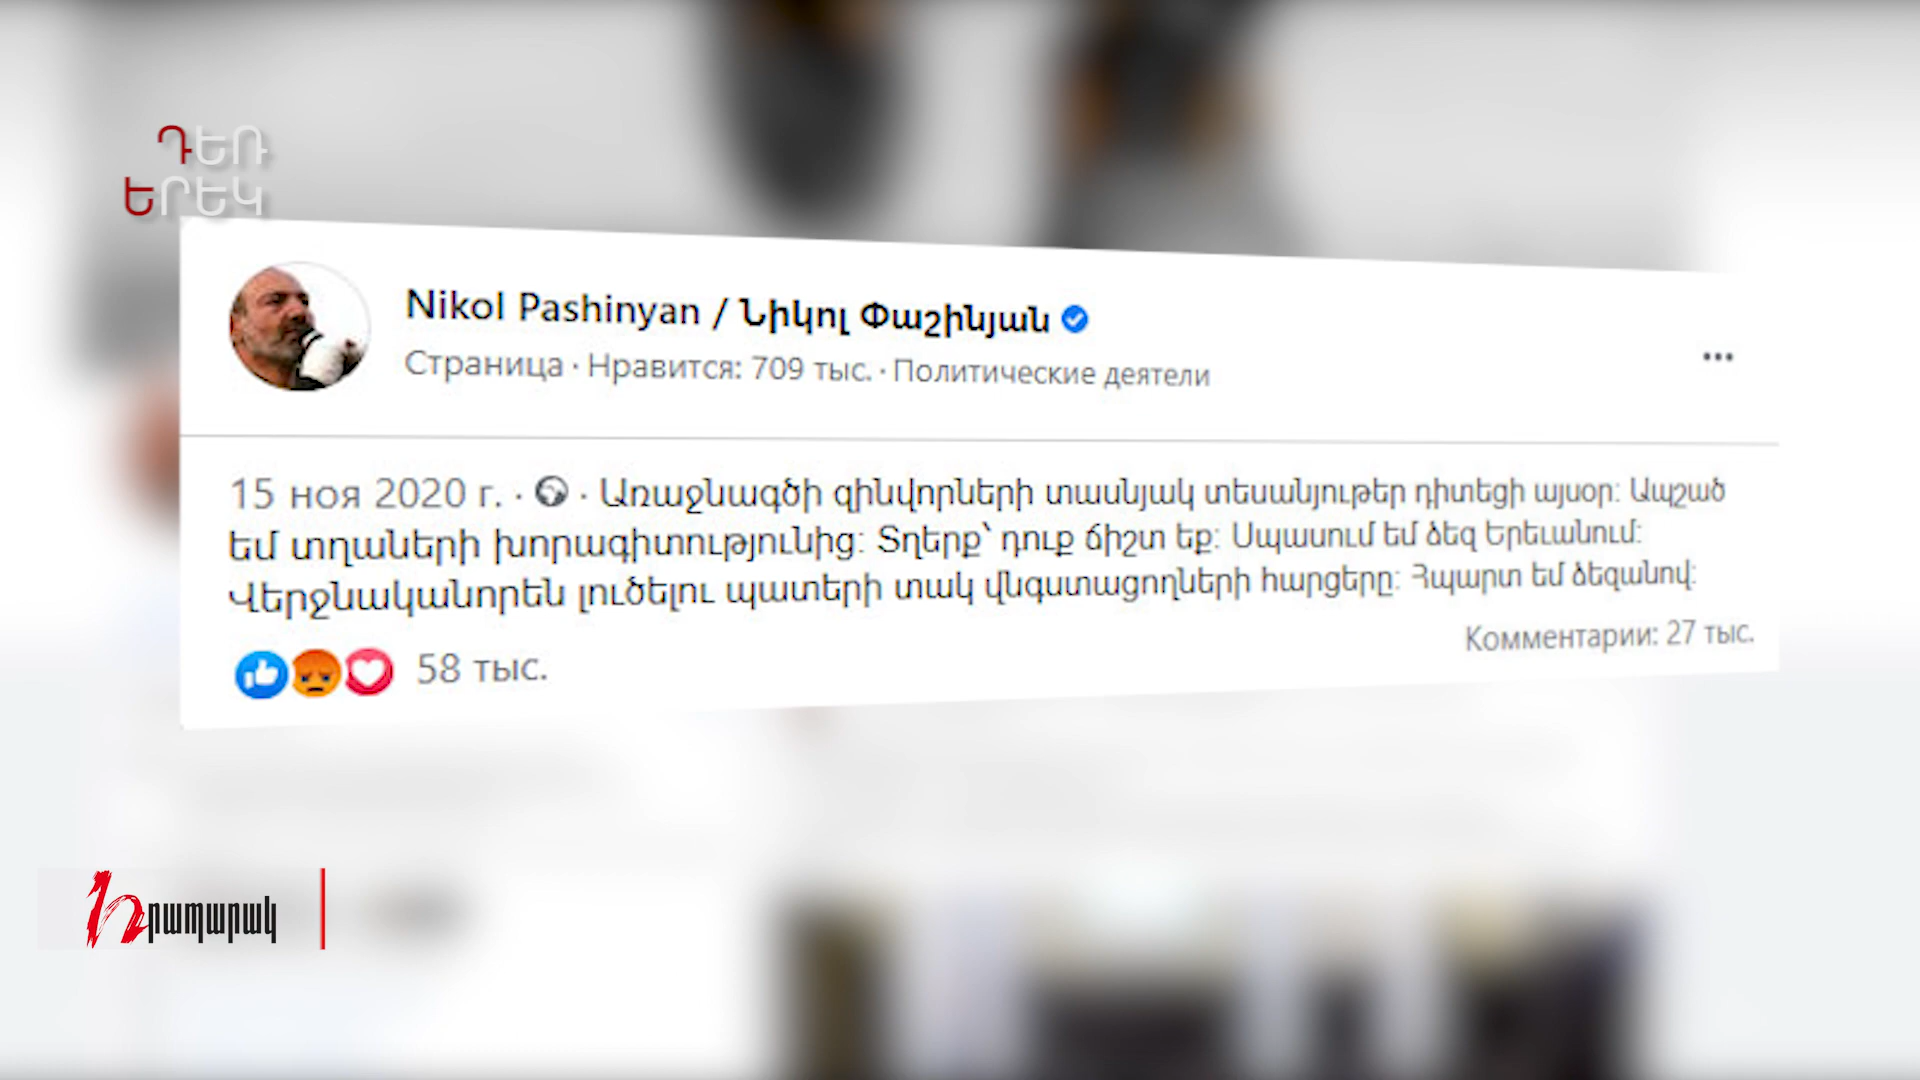 ԴԵՌ
ԵՐԵԿ
Nikol Pashinyan / Նիկոլ Փաշինյան
Страница · Нравится: 709 тыс. · Политические деятели
15 ноя 2020 г. · · Առաջնագծի զինվորների տասնյակ տեսանյութեր դիտեցի այսօր: Ապշած
եմ տղաների խորագիտությունից: Տղերք՝ դուք ճիշտ եք: Սպասում եմ ձեզ Երեւանում:
Վերջնականորեն լուծելու պատերի տակ վնգստացողների հարցերը: Հպարտ եմ ձեզանով:
Комментарии: 27 тыс.
58 тыс.
Հրապարակ